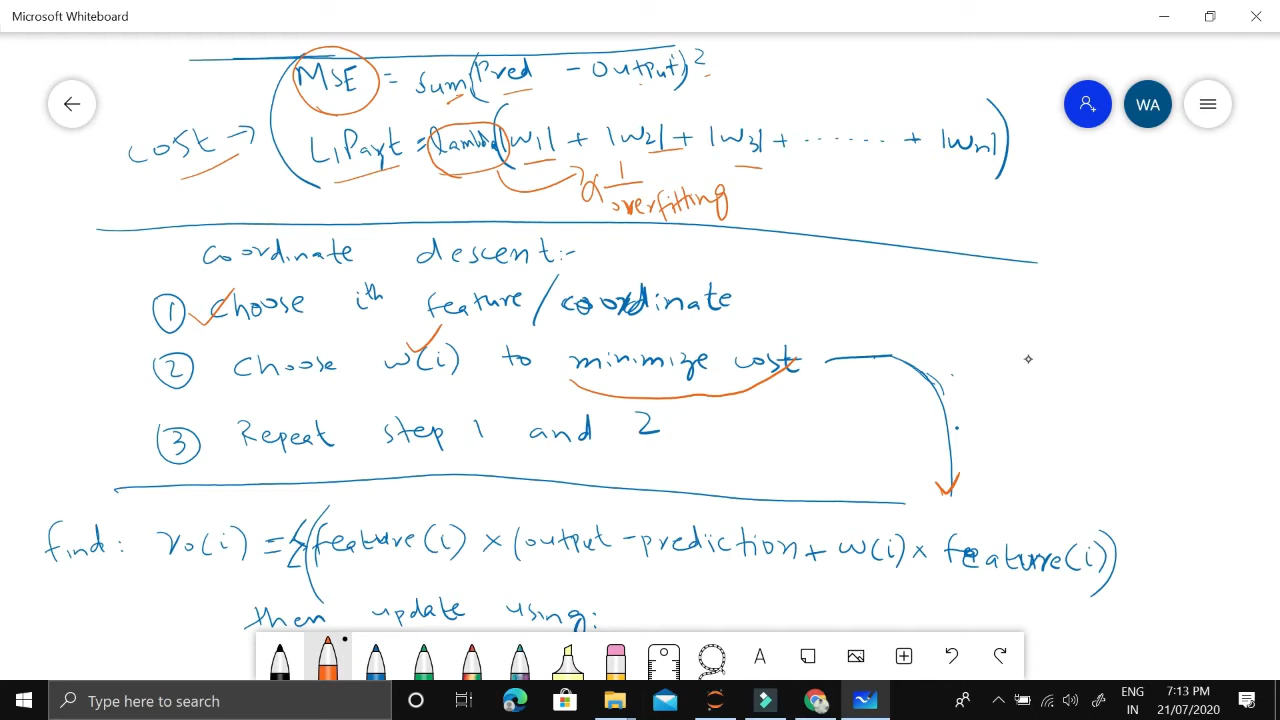 Microsoft Whiteboard
MSE = sum(Pred - Output)²
WA
cost → L1Part = lambda(|w1| + |w2| + |w3| + ...... + |wn|)
α 1/overfitting
coordinate descent:-
① choose ith feature/coordinate
② choose w(i) to minimize cost
③ Repeat step 1 and 2
find: ro(i) = Σ(feature(i) × (output - prediction + w(i) × feature(i))
then update using:
A
Type here to search
ENG
IN
7:13 PM
21/07/2020